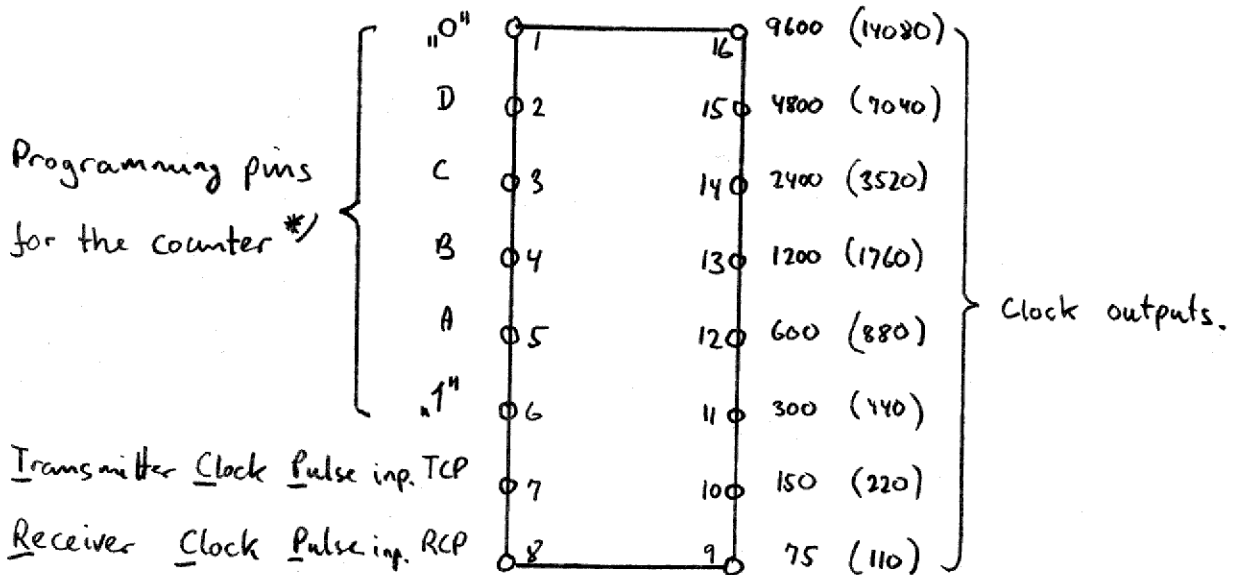 „0" 1 16 9600 (14080)
D 2 15 4800 (7040)
Programming pins
C 3 14 2400 (3520)
for the counter *)
B 4 13 1200 (1760)
A 5 12 600 (880)
Clock outputs.
„1" 6 11 300 (440)
Transmitter Clock Pulse inp. TCP 7 10 150 (220)
Receiver Clock Pulse inp. RCP 8 9 75 (110)